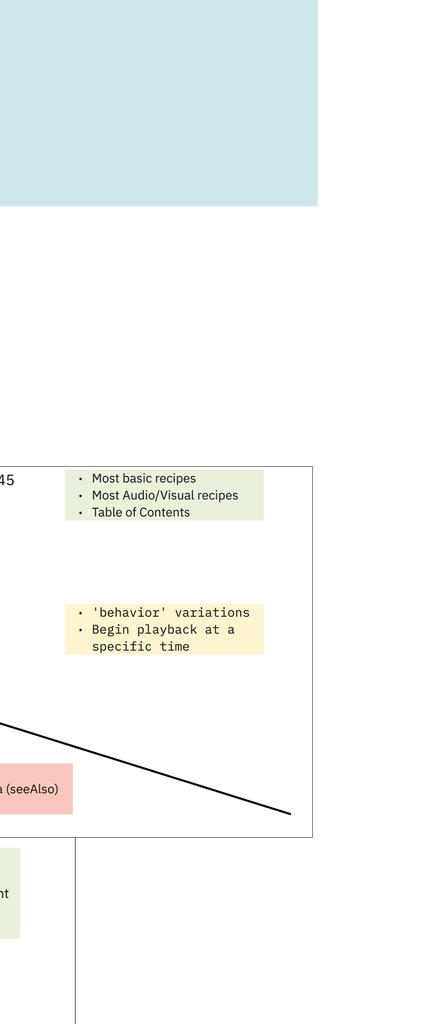 45
• Most basic recipes
• Most Audio/Visual recipes
• Table of Contents
• 'behavior' variations
• Begin playback at a
specific time
(seeAlso)